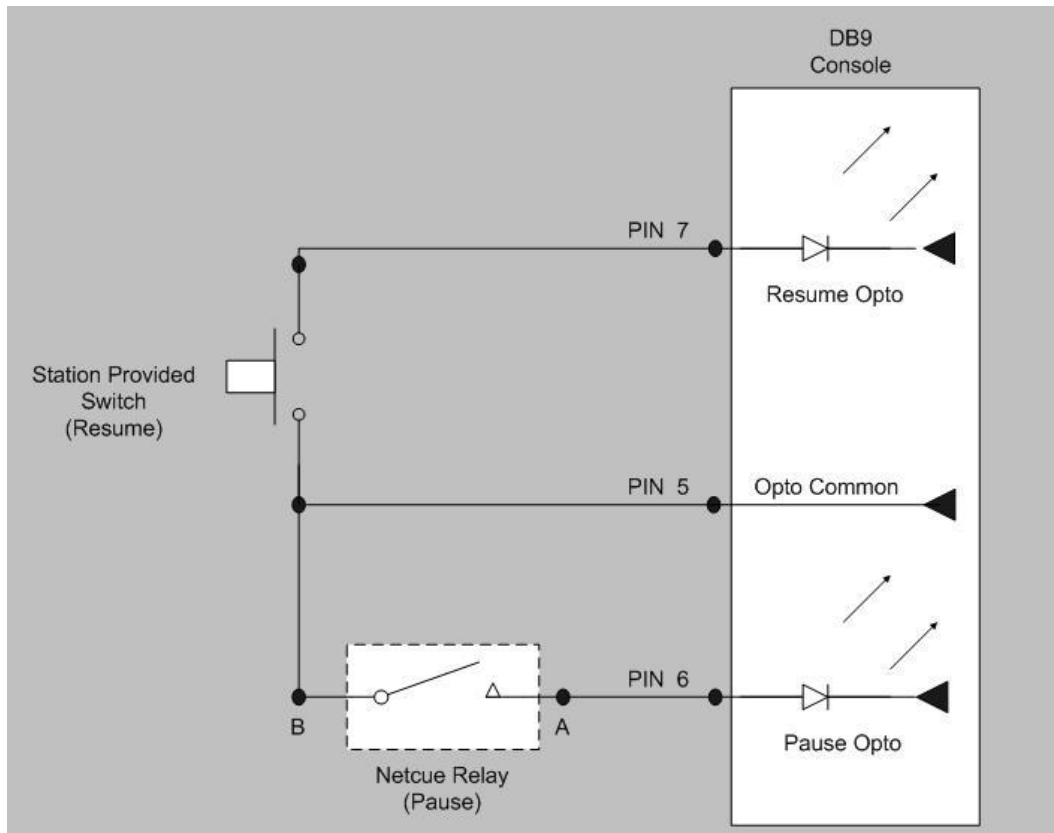 DB9
Console
PIN 7
Resume Opto
Station Provided
Switch
(Resume)
PIN 5
Opto Common
PIN 6
B
A
Pause Opto
Netcue Relay
(Pause)